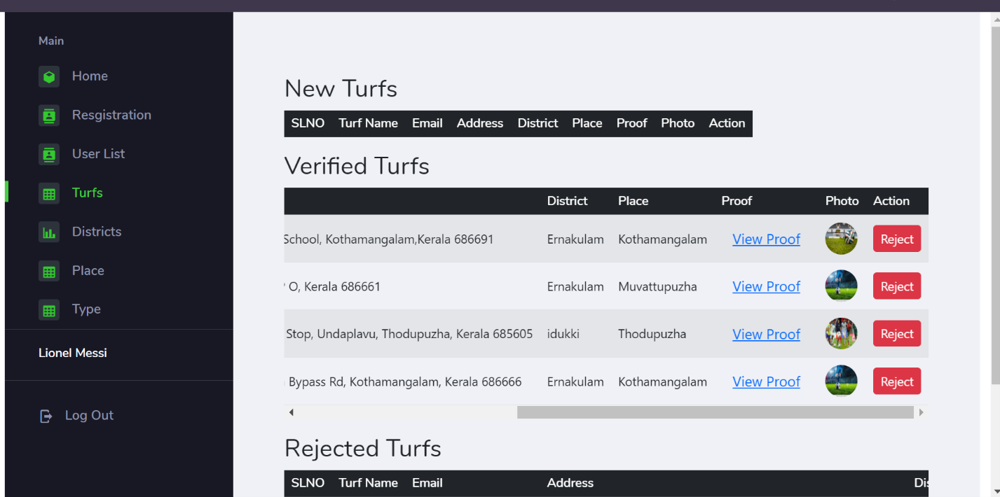 Main
Home
Resgistration
User List
Turfs
Districts
Place
Type
Lionel Messi
Log Out
New Turfs
SLNO Turf Name Email Address District Place Proof Photo Action
Verified Turfs
District Place Proof Photo Action
School, Kothamangalam,Kerala 686691 Ernakulam Kothamangalam View Proof Reject
O, Kerala 686661 Ernakulam Muvattupuzha View Proof Reject
Stop, Undaplavu, Thodupuzha, Kerala 685605 idukki Thodupuzha View Proof Reject
Bypass Rd, Kothamangalam, Kerala 686666 Ernakulam Kothamangalam View Proof Reject
Rejected Turfs
SLNO Turf Name Email Address